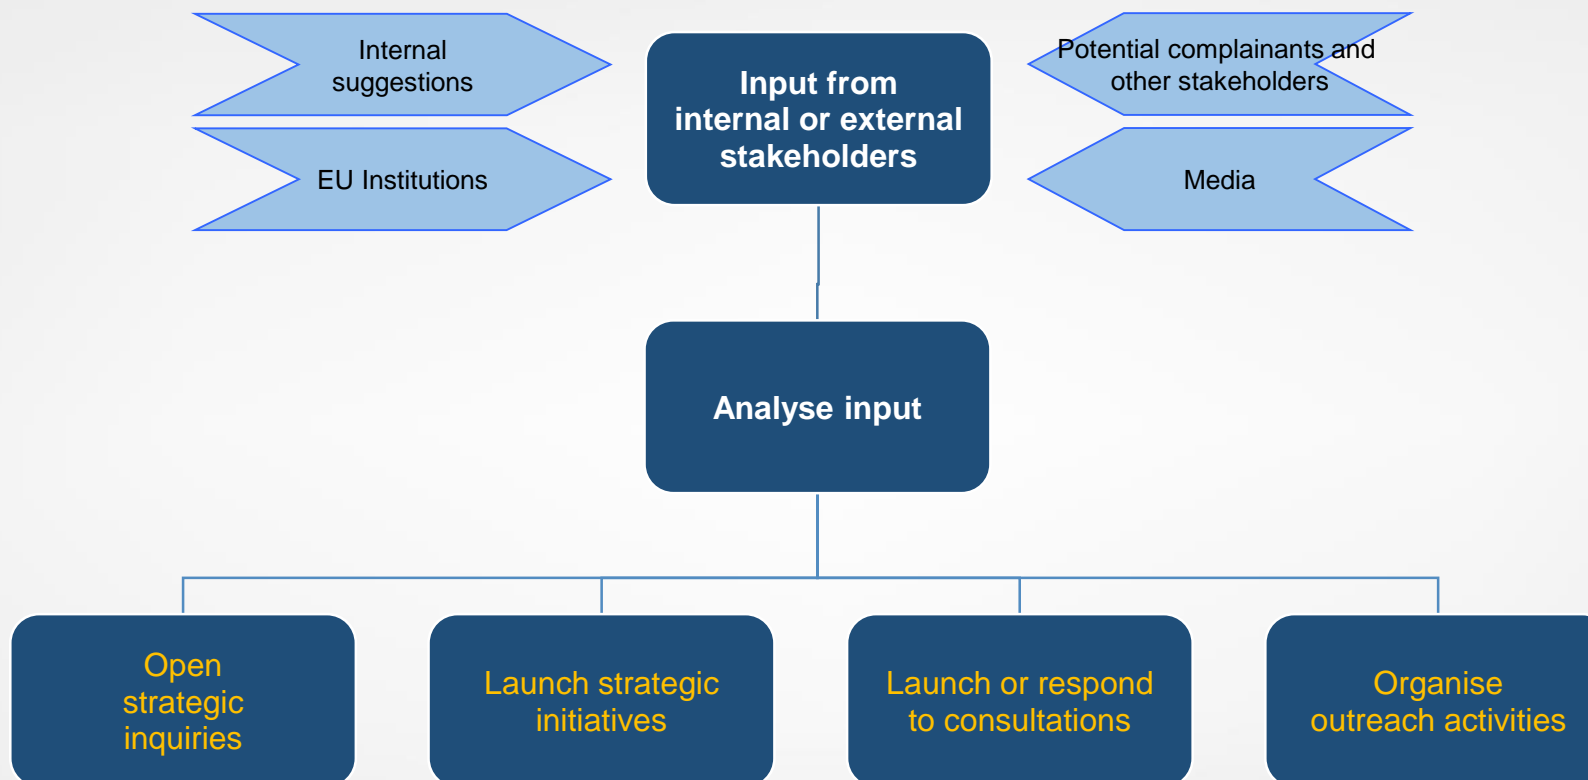 Internal
suggestions
EU Institutions
Input from
internal or external
stakeholders
Potential complainants and
other stakeholders
Media
Analyse input
Open
strategic
inquiries
Launch strategic
initiatives
Launch or respond
to consultations
Organise
outreach activities